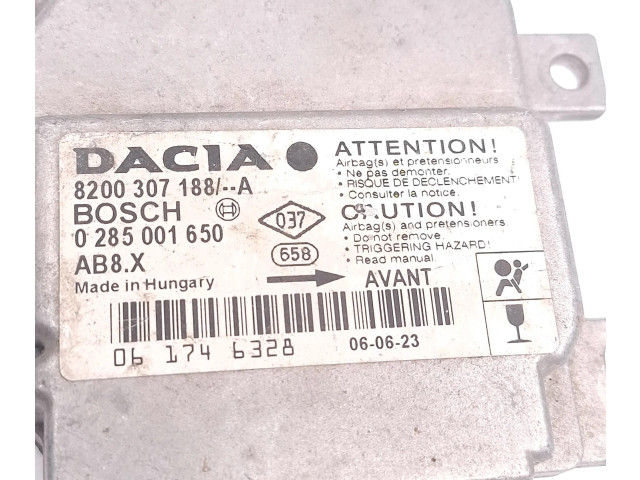 DACIA
8200 307 188/--A
BOSCH
0 285 001 650
AB8.X
Made in Hungary
037
658
AVANT
ATTENTION!
Airbag(s) et pretensionneurs
• Ne pas demonter.
• RISQUE DE DECLENCHEMENT!
• Consulter la notice.
CAUTION!
Airbag(s) and pretensioners.
• Do not remove.
• TRIGGERING HAZARD!
• Read manual.
06 174 6328
06-06-23